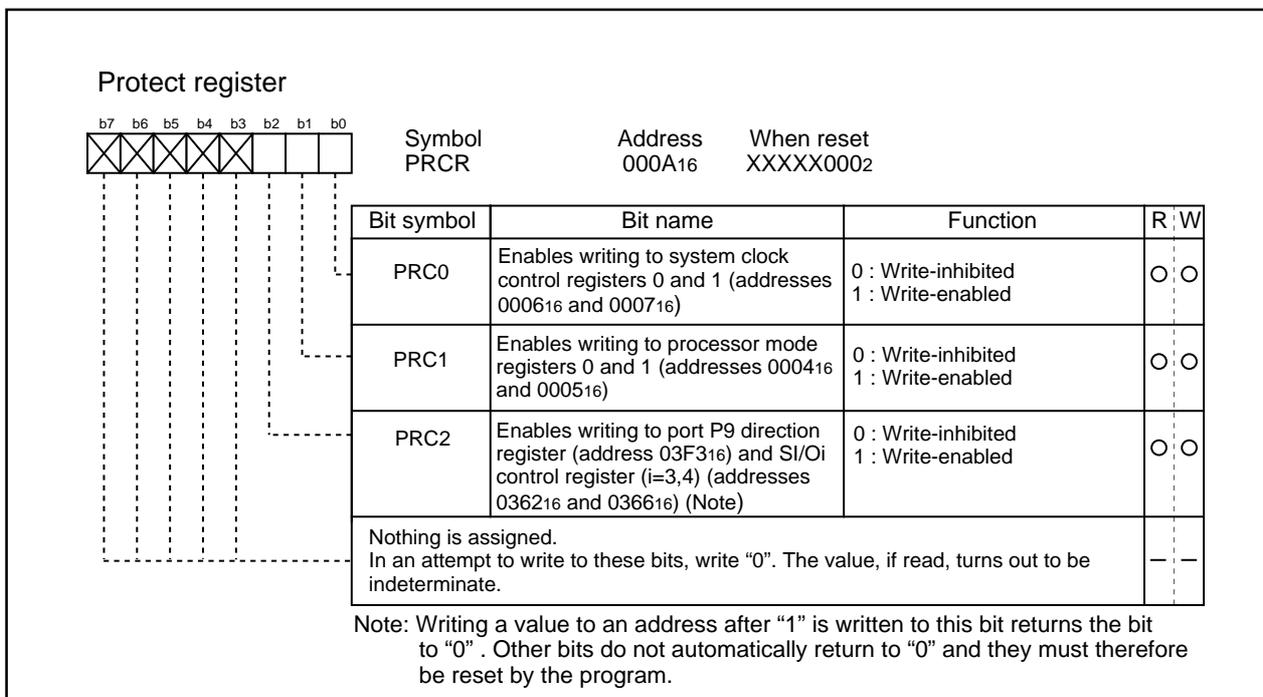 Protect register
b7 b6 b5 b4 b3 b2 b1 b0
Symbol Address When reset
PRCR 000A16 XXXXX0002
Bit symbol Bit name Function R W
PRC0
Enables writing to system clock
control registers 0 and 1 (addresses
000616 and 000716)
0 : Write-inhibited
1 : Write-enabled
PRC1
Enables writing to processor mode
registers 0 and 1 (addresses 000416
and 000516)
0 : Write-inhibited
1 : Write-enabled
PRC2
Enables writing to port P9 direction
register (address 03F316) and SI/Oi
control register (i=3,4) (addresses
036216 and 036616) (Note)
0 : Write-inhibited
1 : Write-enabled
Nothing is assigned.
In an attempt to write to these bits, write “0”. The value, if read, turns out to be
indeterminate.
Note: Writing a value to an address after “1” is written to this bit returns the bit
to “0” . Other bits do not automatically return to “0” and they must therefore
be reset by the program.